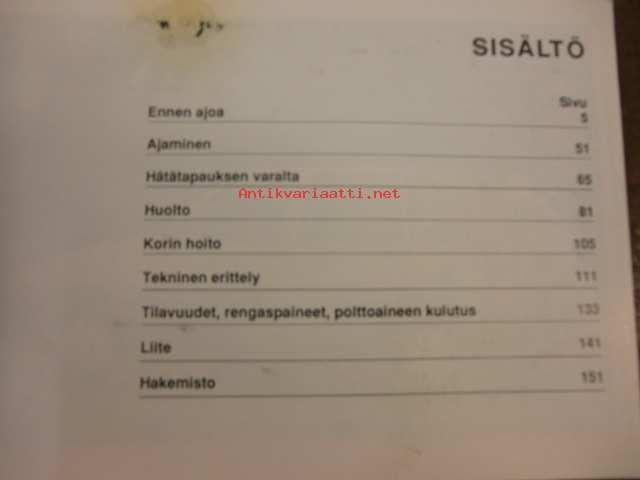 SISÄLTÖ
Sivu
Ennen ajoa 5
Ajaminen 51
Hätätapauksen varalta 65
Antikvariaatti.net
Huolto 81
Korin hoito 105
Tekninen erittely 111
Tilavuudet, rengaspaineet, polttoaineen kulutus 133
Liite 141
Hakemisto 151